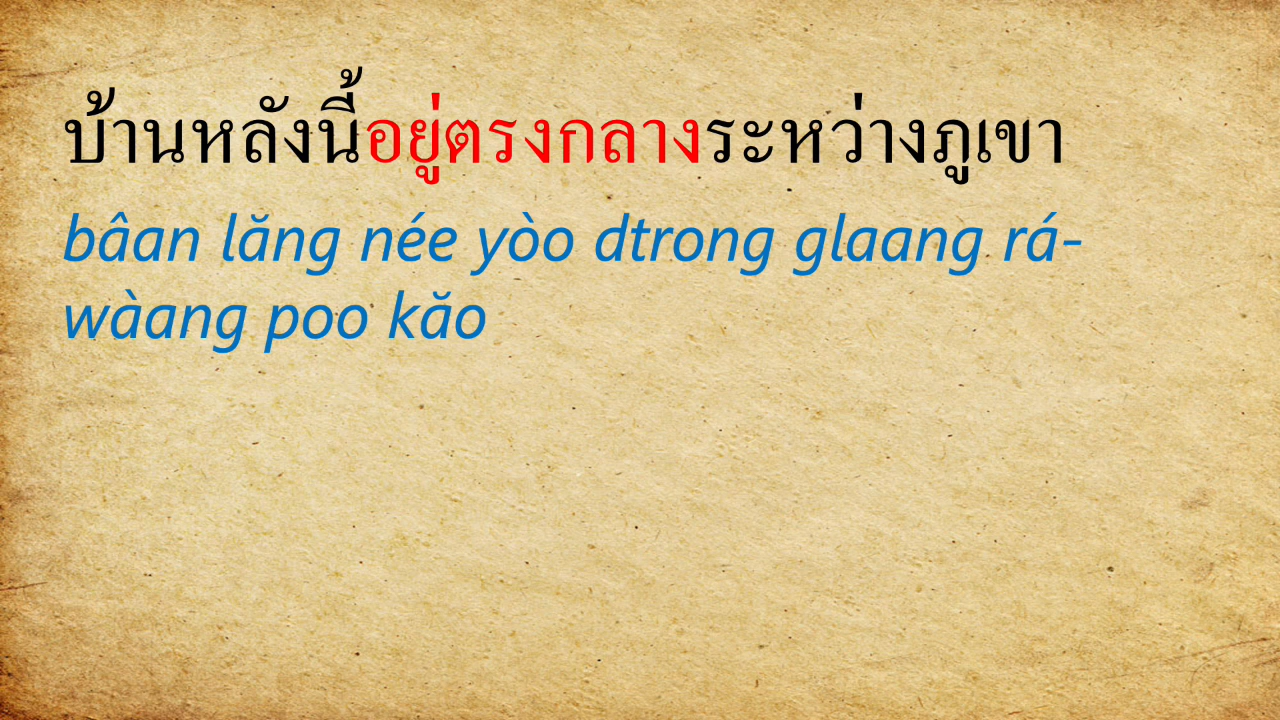 บ้านหลังนี้อยู่ตรงกลางระหว่างภูเขา
bâan lăng née yòo dtrong glaang rá-
wàang poo kăo